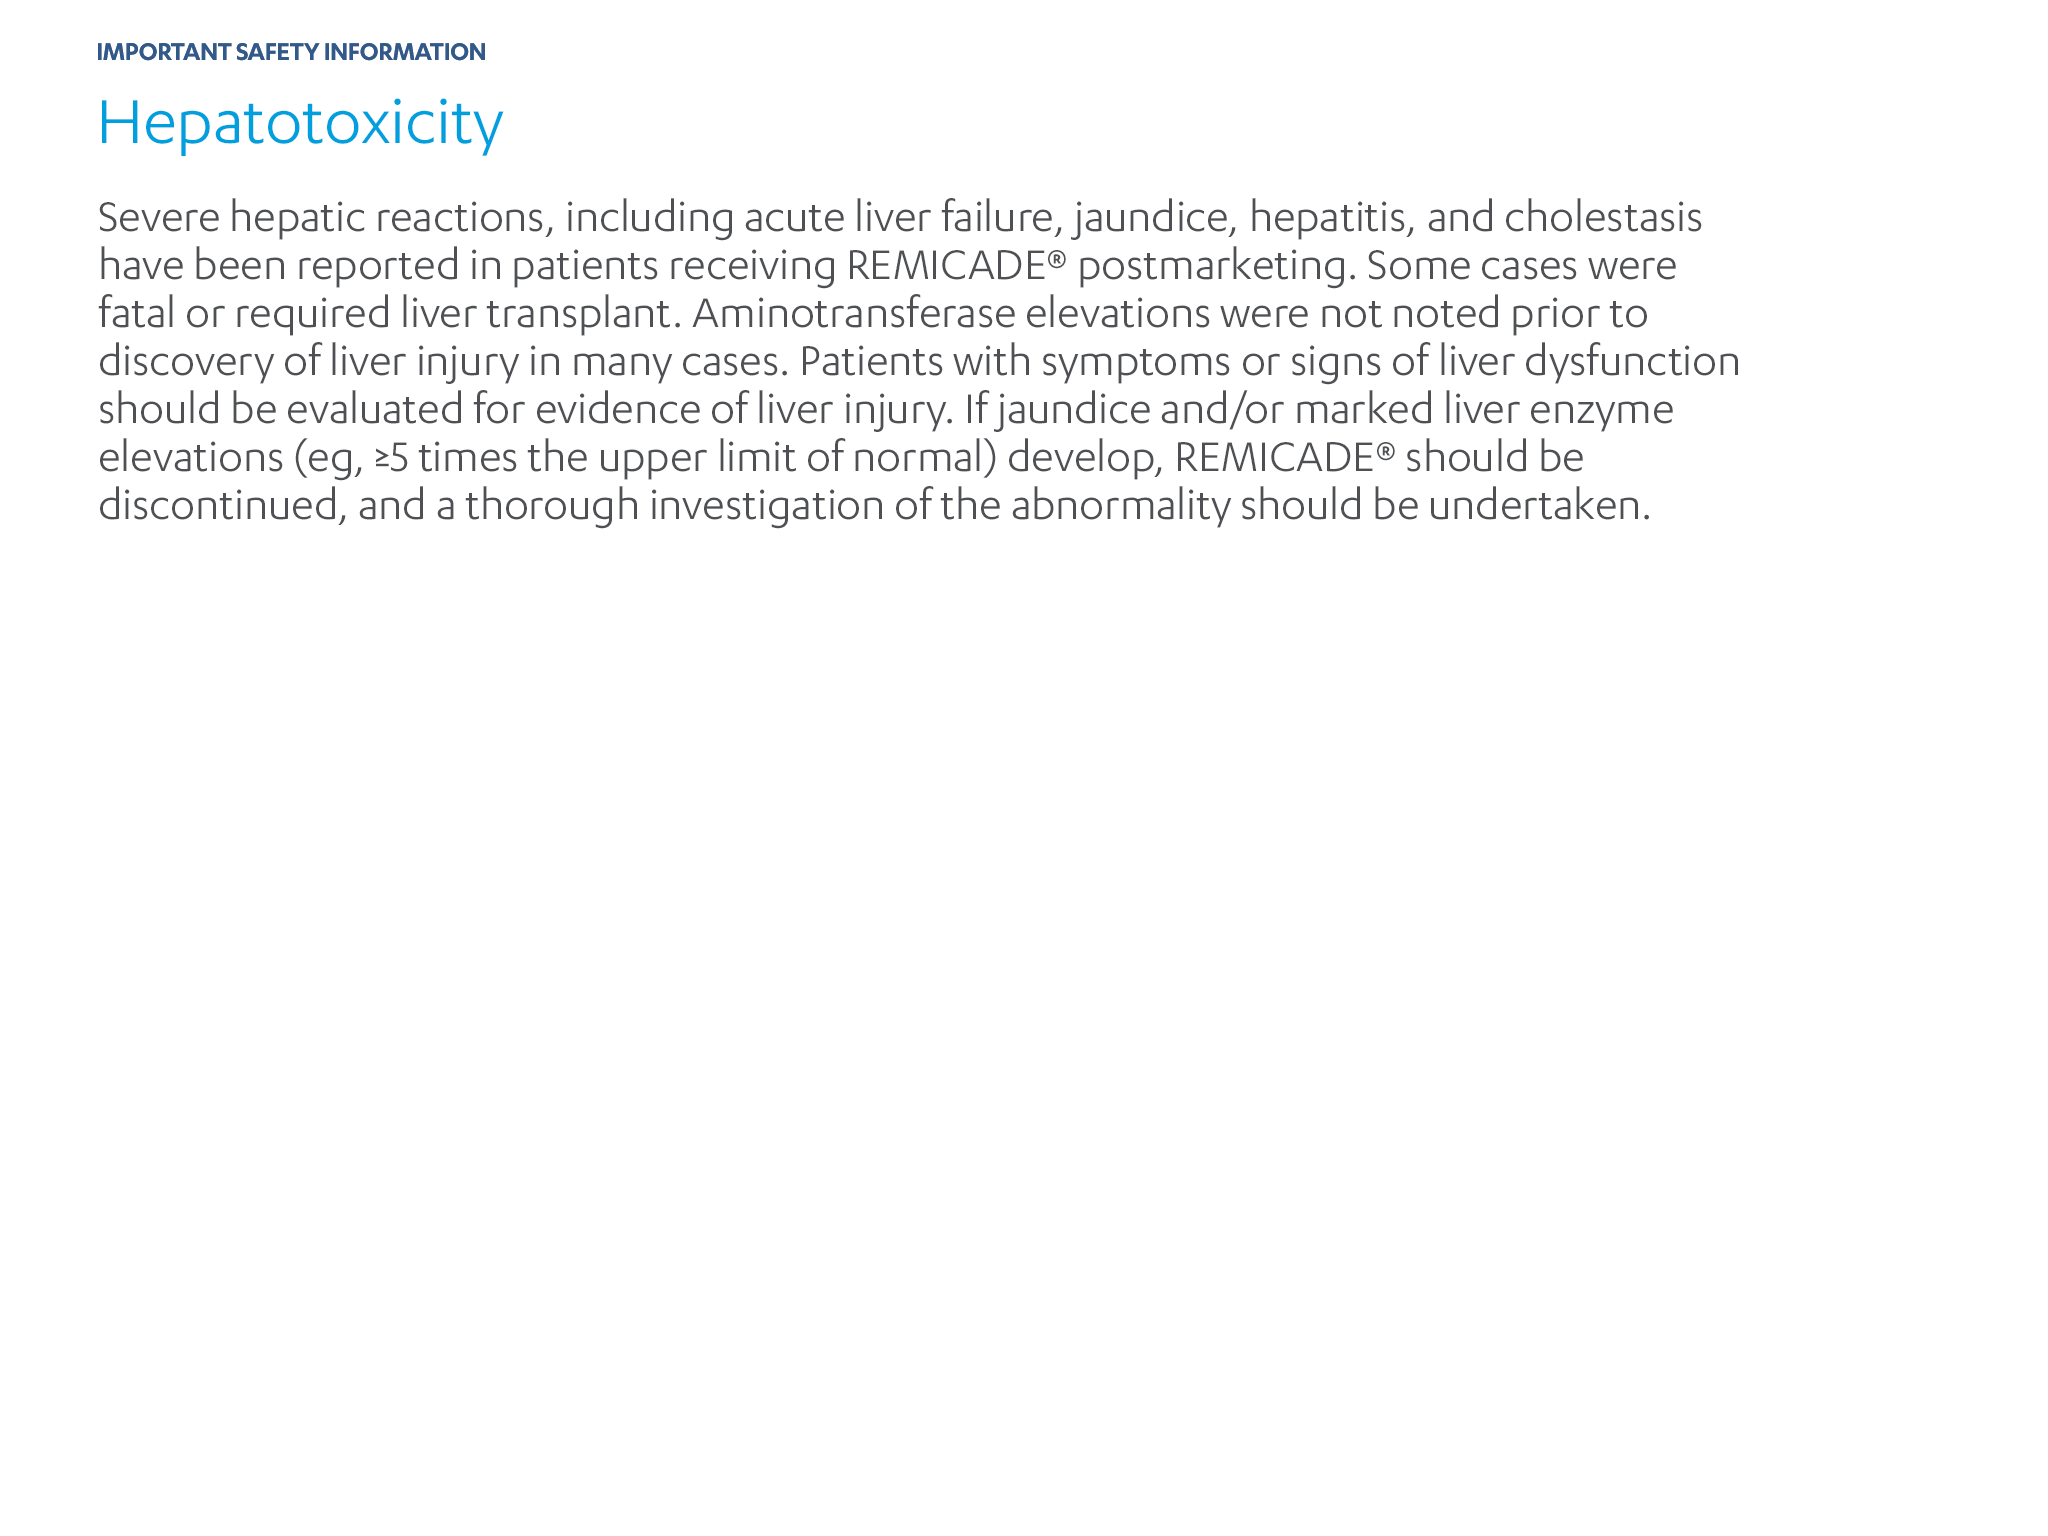 IMPORTANT SAFETY INFORMATION
Hepatotoxicity
Severe hepatic reactions, including acute liver failure, jaundice, hepatitis, and cholestasis
have been reported in patients receiving REMICADE® postmarketing. Some cases were
fatal or required liver transplant. Aminotransferase elevations were not noted prior to
discovery of liver injury in many cases. Patients with symptoms or signs of liver dysfunction
should be evaluated for evidence of liver injury. If jaundice and/or marked liver enzyme
elevations (eg, ≥5 times the upper limit of normal) develop, REMICADE® should be
discontinued, and a thorough investigation of the abnormality should be undertaken.